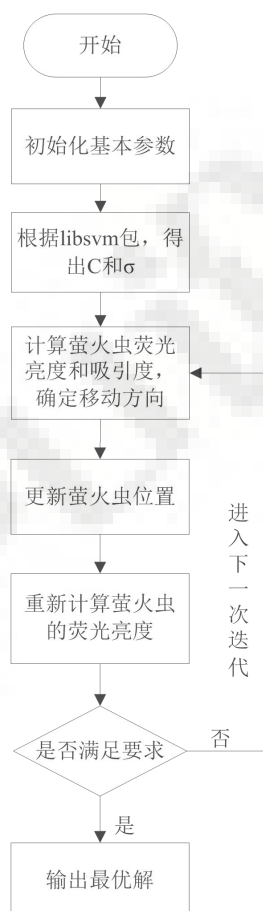 开始
初始化基本参数
根据libsvm包，得
出C和σ
计算萤火虫荧光
亮度和吸引度，
确定移动方向
更新萤火虫位置
进入下一次迭代
重新计算萤火虫
的荧光亮度
是否满足要求
否
是
输出最优解